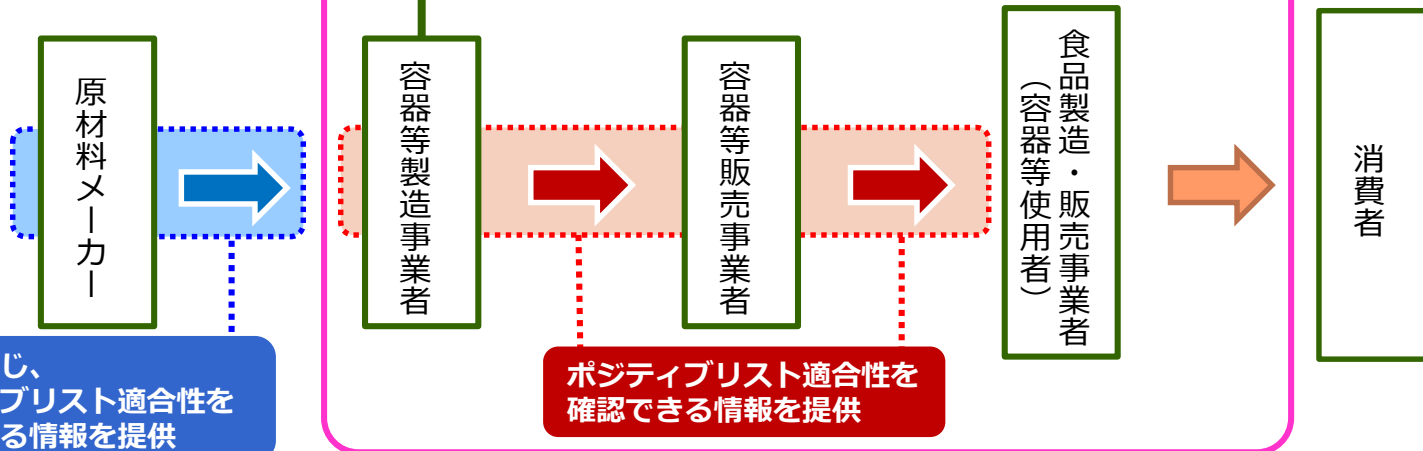 原材料メーカー
容器等製造事業者
容器等販売事業者
食品製造・販売事業者
（容器等使用者）
消費者
じ、
ブリスト適合性を
る情報を提供
ポジティブリスト適合性を
確認できる情報を提供